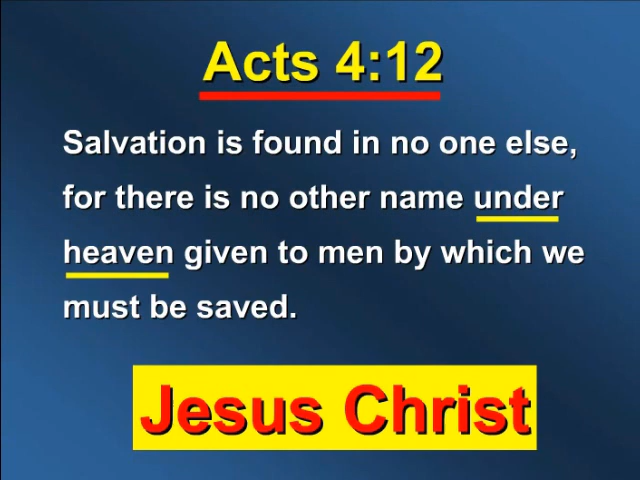 Acts 4:12
Salvation is found in no one else,
for there is no other name under
heaven given to men by which we
must be saved.
Jesus Christ